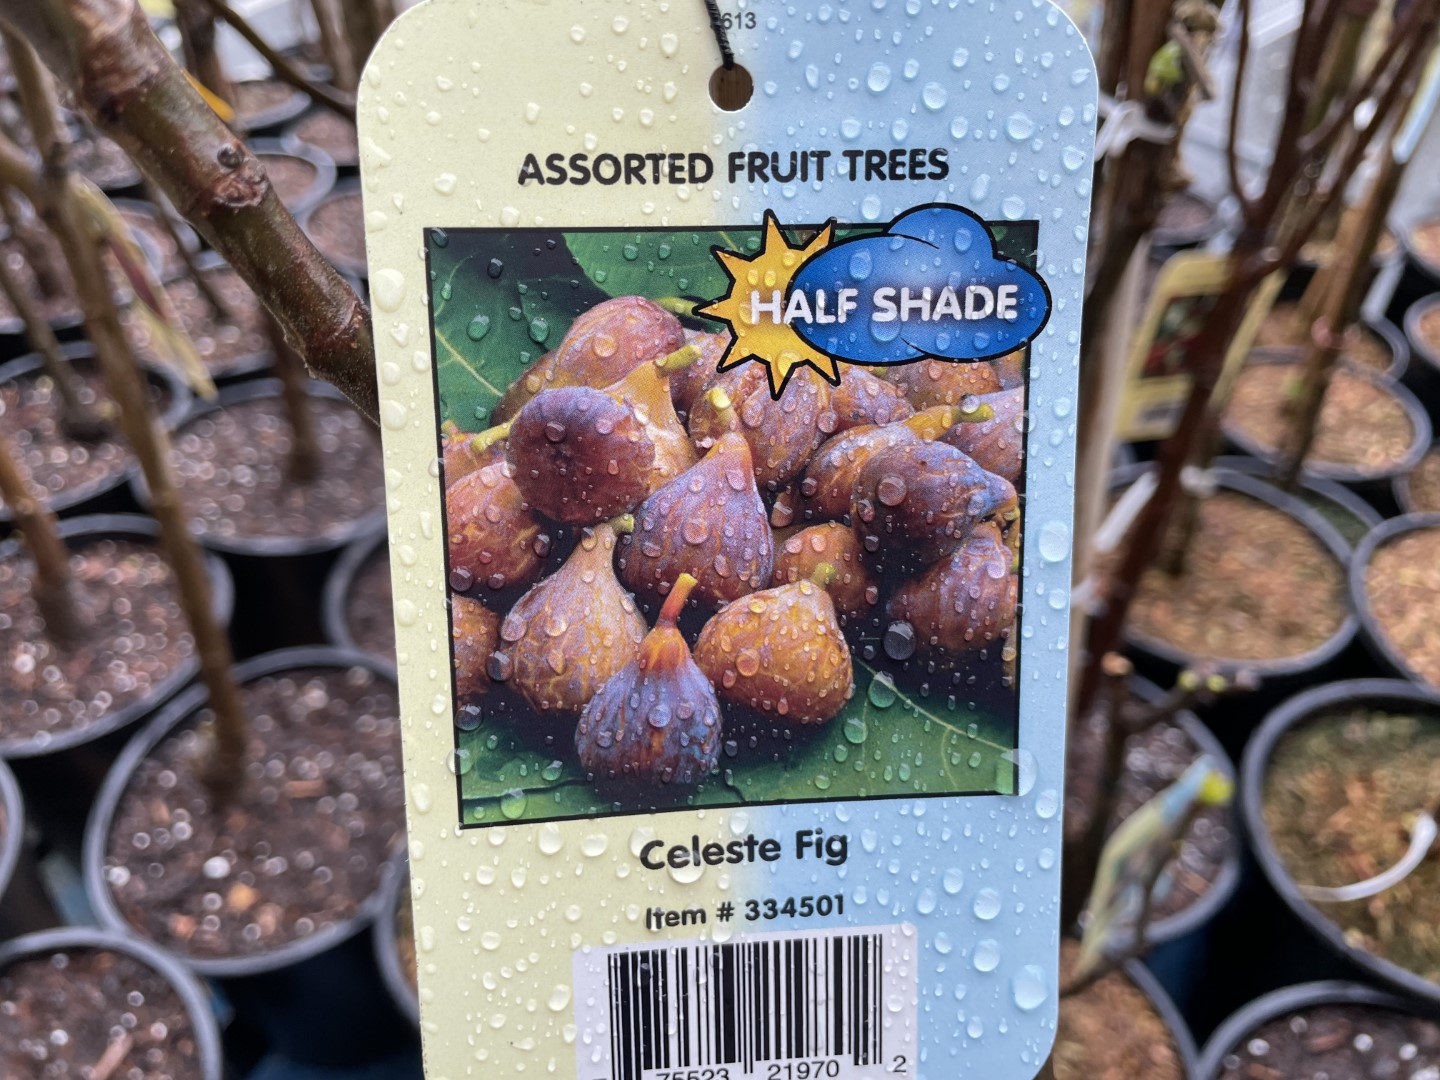 613
ASSORTED FRUIT TREES
HALF SHADE
Celeste Fig
Item # 334501
75523 21970 2